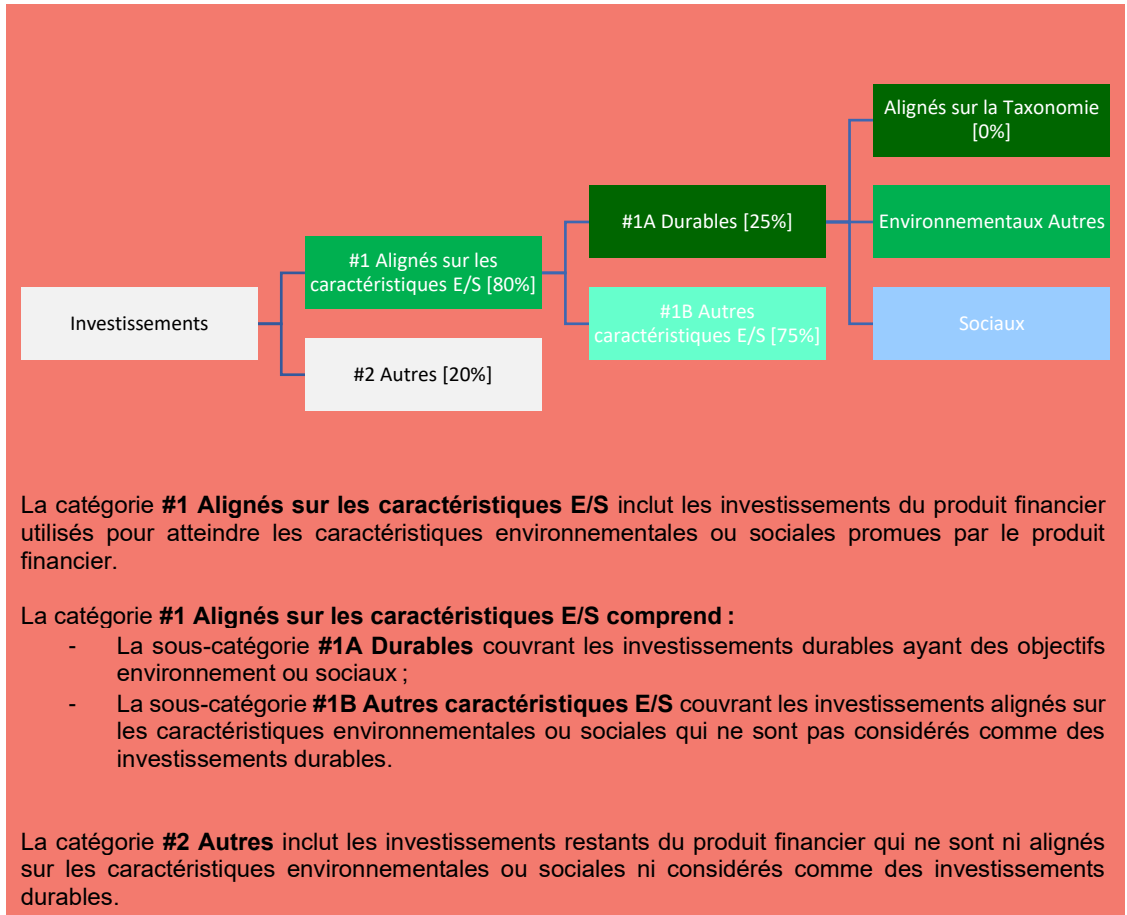 Alignés sur la Taxonomie
[0%]
#1A Durables [25%]
Environnementaux Autres
#1 Alignés sur les
caractéristiques E/S [80%]
Investissements
#1B Autres
caractéristiques E/S [75%]
Sociaux
#2 Autres [20%]
La catégorie #1 Alignés sur les caractéristiques E/S inclut les investissements du produit financier
utilisés pour atteindre les caractéristiques environnementales ou sociales promues par le produit
financier.
La catégorie #1 Alignés sur les caractéristiques E/S comprend :
- La sous-catégorie #1A Durables couvrant les investissements durables ayant des objectifs
environnement ou sociaux ;
- La sous-catégorie #1B Autres caractéristiques E/S couvrant les investissements alignés sur
les caractéristiques environnementales ou sociales qui ne sont pas considérés comme des
investissements durables.
La catégorie #2 Autres inclut les investissements restants du produit financier qui ne sont ni alignés
sur les caractéristiques environnementales ou sociales ni considérés comme des investissements
durables.